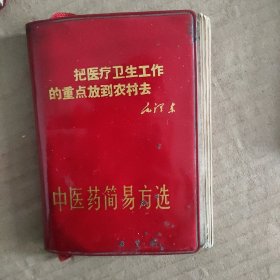 把医疗卫生工作
的重点放到农村去
毛泽东
中医药简易方选